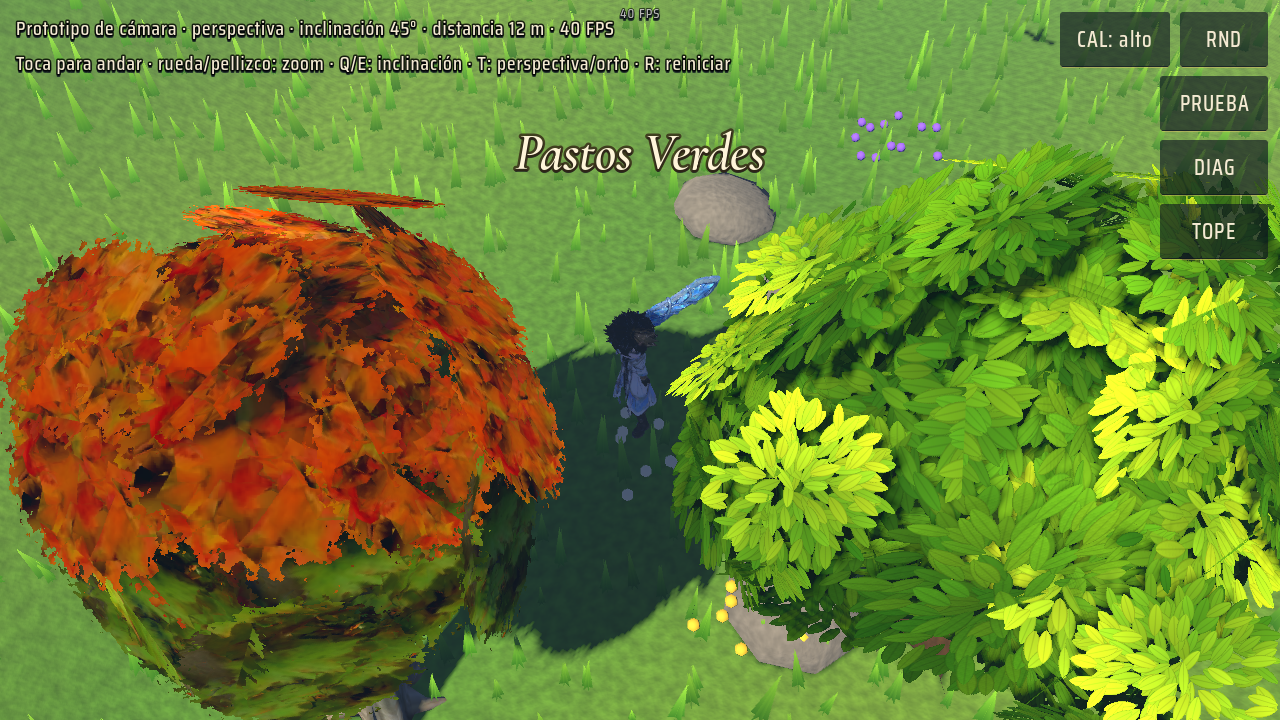 40 FPS
Prototipo de cámara · perspectiva · inclinación 45° · distancia 12 m · 40 FPS
Toca para andar · rueda/pellizco: zoom · Q/E: inclinación · T: perspectiva/orto · R: reiniciar
CAL: alto
RND
PRUEBA
Pastos Verdes
DIAG
TOPE